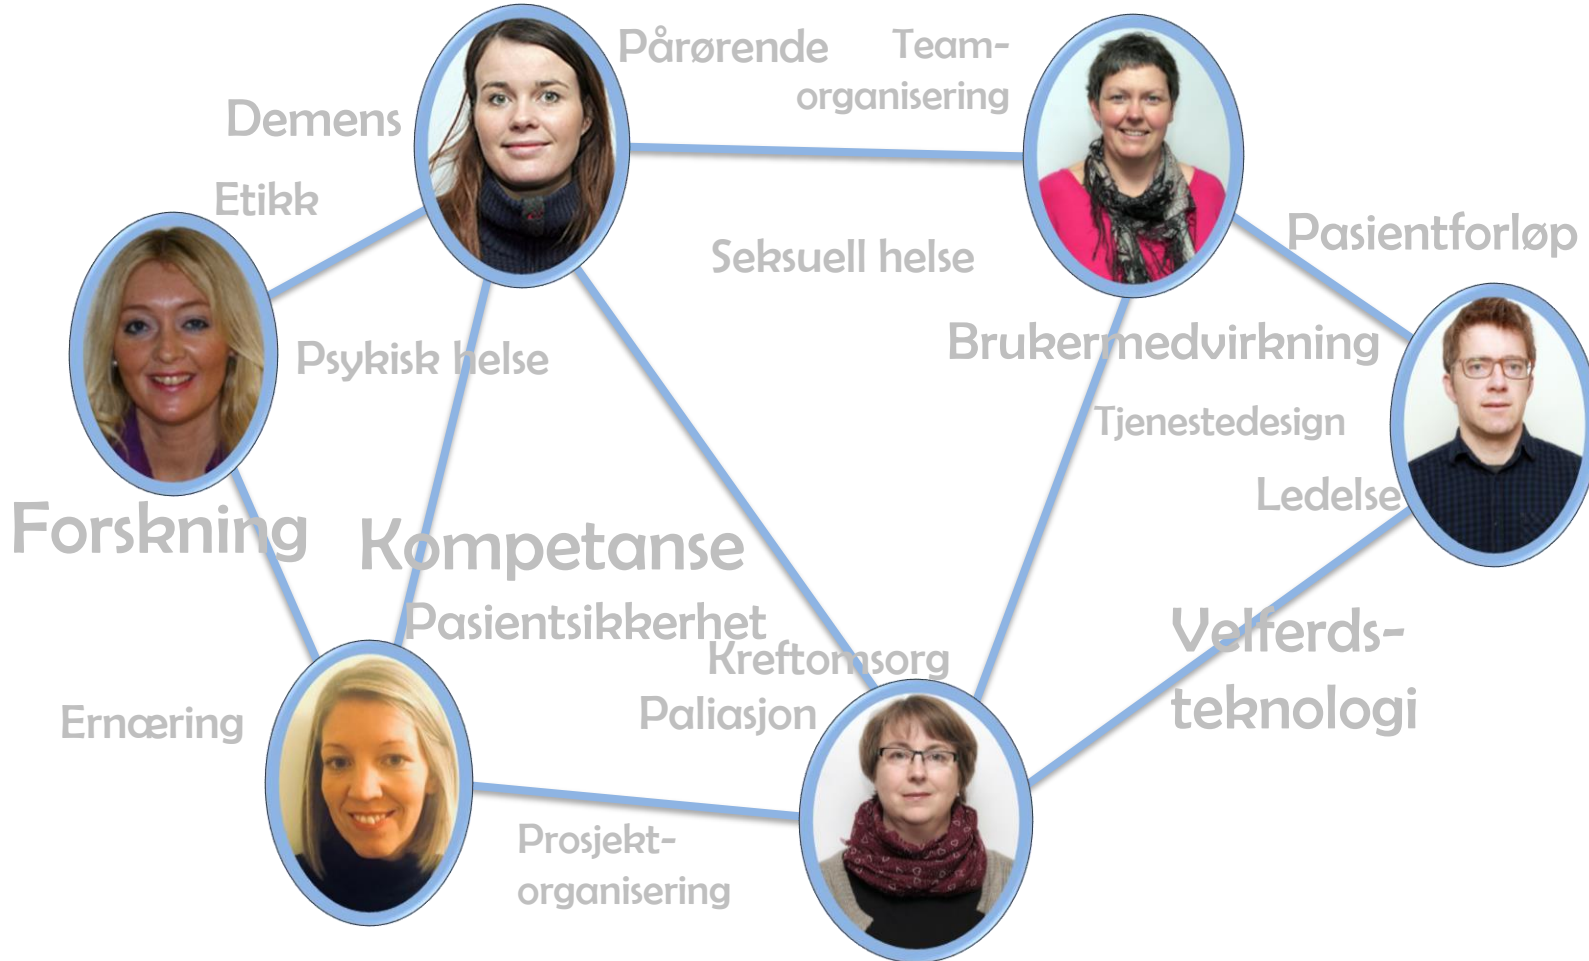 Pårørende
Team-
organisering
Demens
Etikk
Seksuell helse
Pasientforløp
Psykisk helse
Brukermedvirkning
Tjenestedesign
Ledelse
Forskning
Kompetanse
Pasientsikkerhet
Kreftomsorg
Paliasjon
Velferds-
teknologi
Ernæring
Prosjekt-
organisering